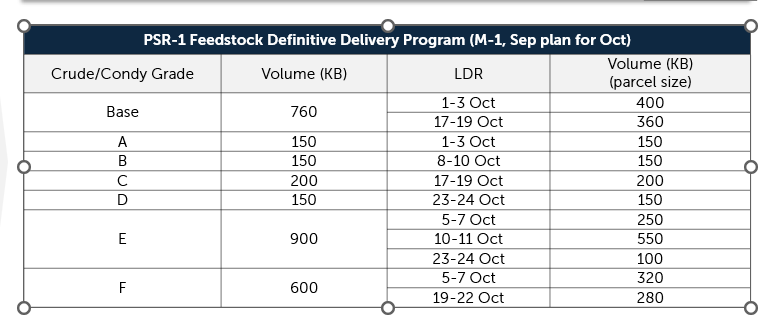 PSR-1 Feedstock Definitive Delivery Program (M-1, Sep plan for Oct)
Crude/Condy Grade Volume (KB) LDR Volume (KB) (parcel size)
Base 760 1-3 Oct 400
17-19 Oct 360
A 150 1-3 Oct 150
B 150 8-10 Oct 150
C 200 17-19 Oct 200
D 150 23-24 Oct 150
E 900 5-7 Oct 250
10-11 Oct 550
23-24 Oct 100
F 600 5-7 Oct 320
19-22 Oct 280